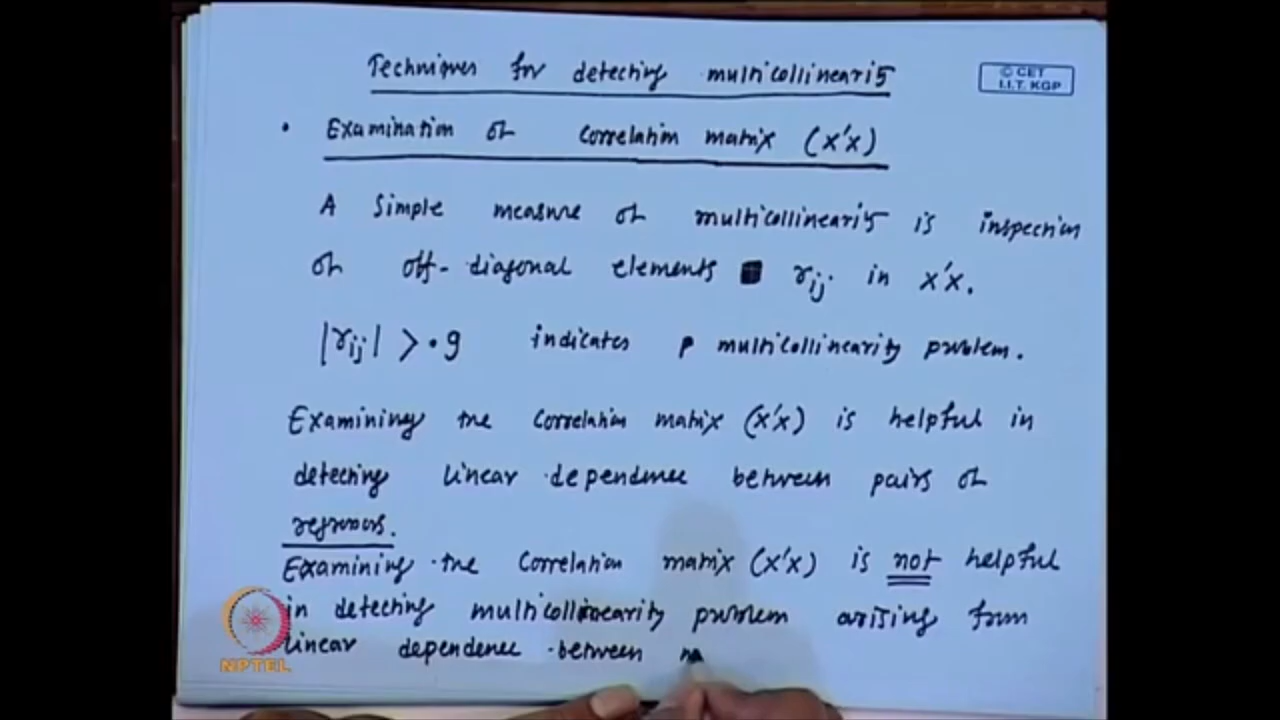 Techniques for detecting multicollinearity
© CET
I.I.T. KGP
• Examination of Correlation matrix (x'x)
A Simple measure of multicollinearity is inspection
of off-diagonal elements rij in x'x.
|rij| > .9 indicates multicollinearity problem.
Examining the Correlation matrix (x'x) is helpful in
detecting linear dependence between pairs of
regressors.
Examining the Correlation matrix (x'x) is not helpful
in detecting multicollinearity problem arising from
linear dependence between
NPTEL